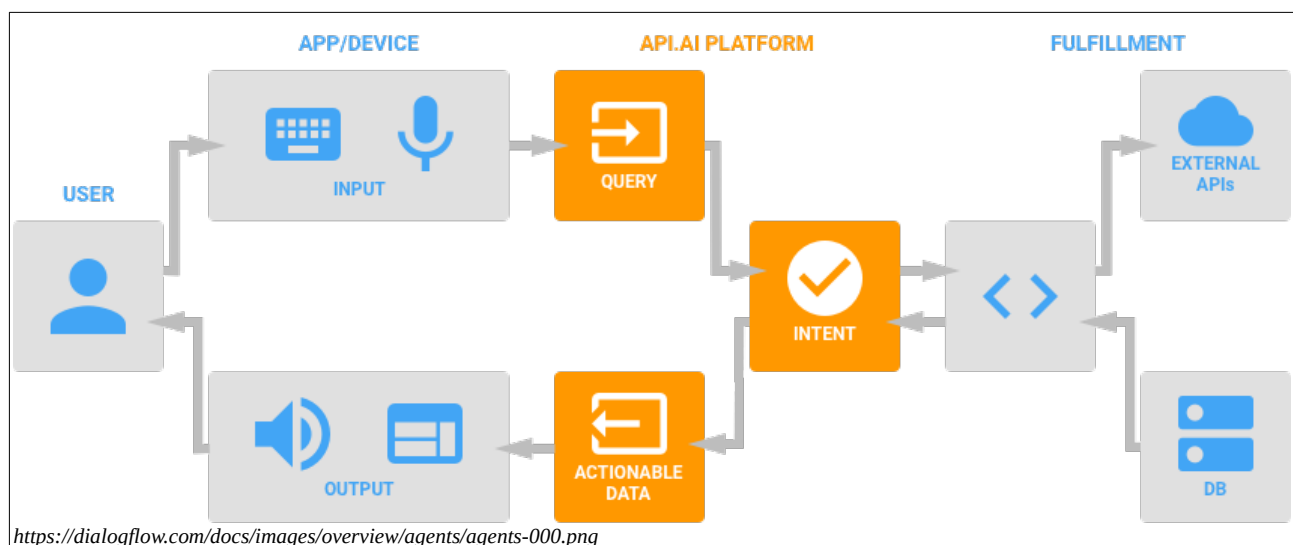 APP/DEVICE
API.AI PLATFORM
FULFILLMENT
USER
INPUT
QUERY
EXTERNAL
APIs
INTENT
OUTPUT
ACTIONABLE
DATA
DB
https://dialogflow.com/docs/images/overview/agents/agents-000.png